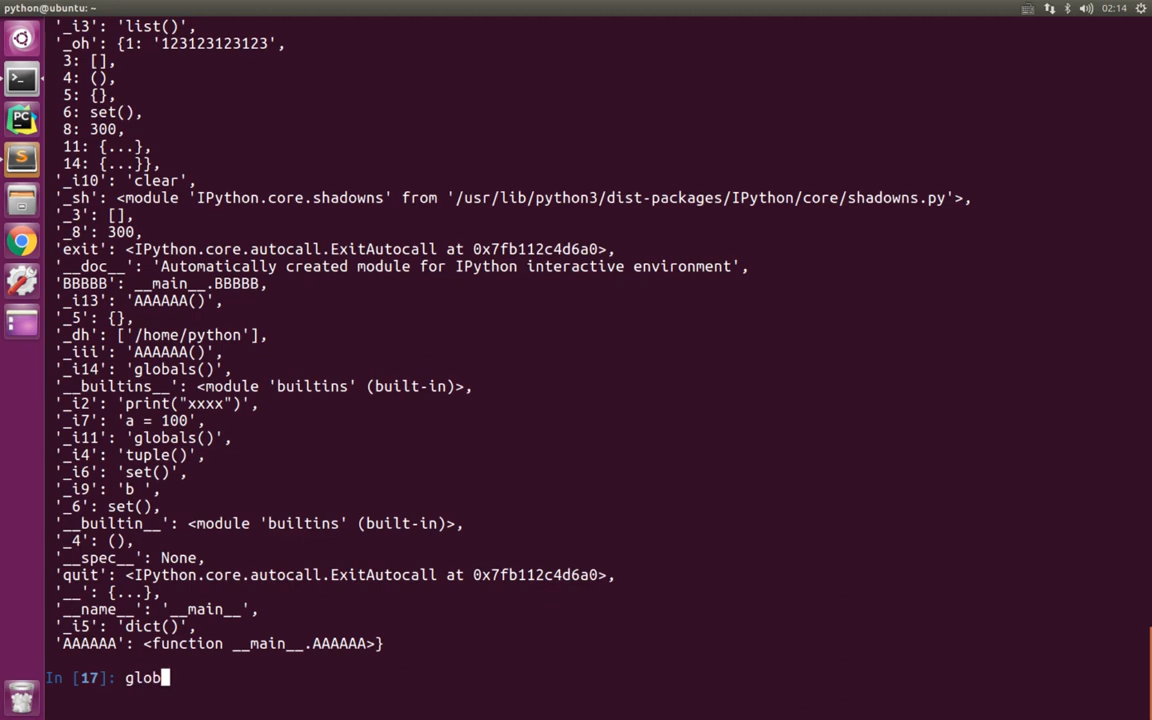 python@ubuntu: ~
02:14
'_i3': 'list()',
'_oh': {1: '123123123123',
3: [],
4: (),
5: {},
6: set(),
8: 300,
11: {...},
14: {...}},
'_i10': 'clear',
'_sh': <module 'IPython.core.shadowns' from '/usr/lib/python3/dist-packages/IPython/core/shadowns.py'>,
'_3': [],
'_8': 300,
'exit': <IPython.core.autocall.ExitAutocall at 0x7fb112c4d6a0>,
'__doc__': 'Automatically created module for IPython interactive environment',
'BBBBB': __main__.BBBBB,
'_i13': 'AAAAAA()',
'_5': {},
'_dh': ['/home/python'],
'_iii': 'AAAAAA()',
'_i14': 'globals()',
'__builtins__': <module 'builtins' (built-in)>,
'_i2': 'print("xxxx")',
'_i7': 'a = 100',
'_i11': 'globals()',
'_i4': 'tuple()',
'_i6': 'set()',
'_i9': 'b ',
'_6': set(),
'__builtin__': <module 'builtins' (built-in)>,
'_4': (),
'__spec__': None,
'quit': <IPython.core.autocall.ExitAutocall at 0x7fb112c4d6a0>,
'__': {...},
'__name__': '__main__',
'_i5': 'dict()',
'AAAAAA': <function __main__.AAAAAA>}
In [17]: glob
PC
S